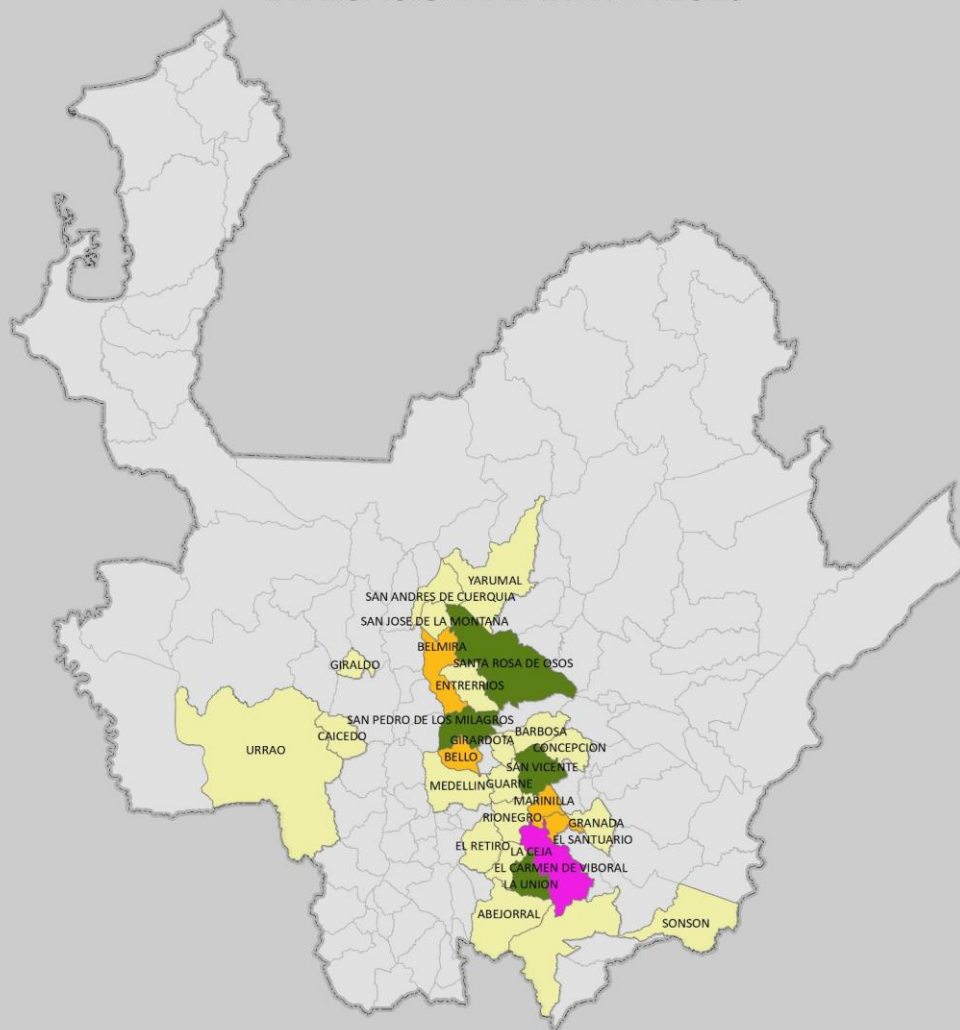 YARUMAL
SAN ANDRES DE CUERQUIA
SAN JOSE DE LA MONTAÑA
BELMIRA
GIRALDO
SANTA ROSA DE OSOS
ENTRERRIOS
SAN PEDRO DE LOS MILAGROS
CAICEDO
BARBOSA
GIRARDOTA
URRAO
CONCEPCION
BELLO
SAN VICENTE
MEDELLIN
GUARNE
MARINILLA
RIONEGRO
GRANADA
EL SANTUARIO
EL RETIRO
LA CEJA
EL CARMEN DE VIBORAL
LA UNION
ABEJORRAL
SONSON